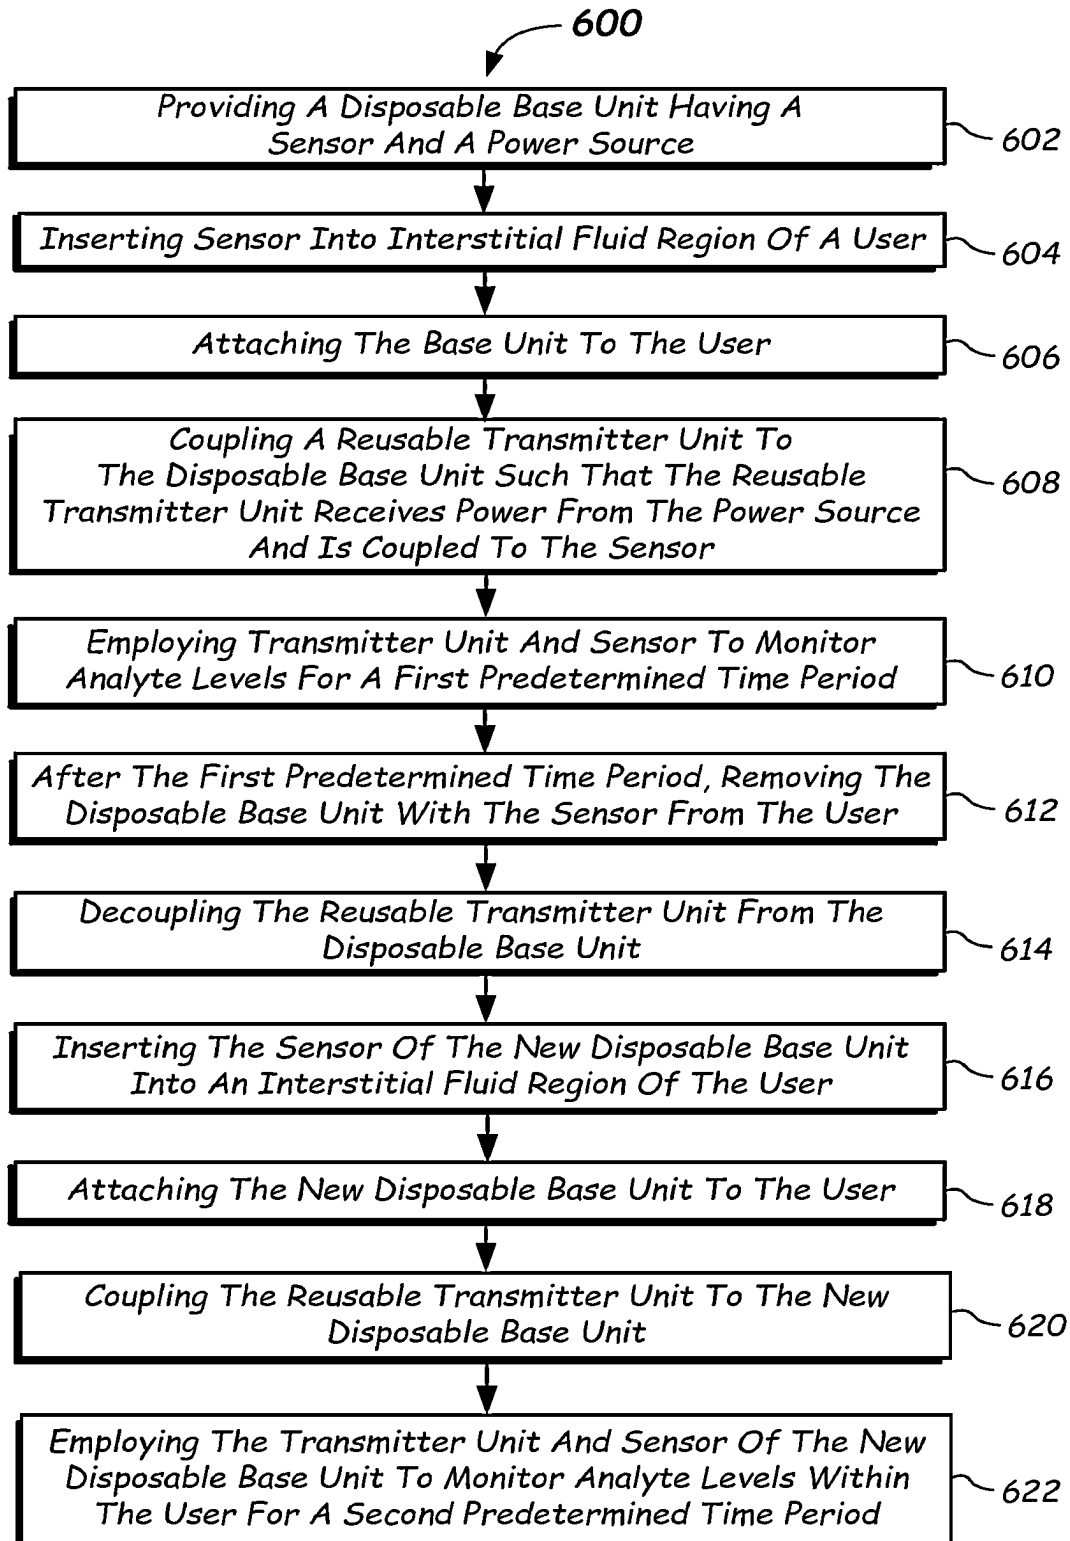 600
Providing A Disposable Base Unit Having A
Sensor And A Power Source
602
Inserting Sensor Into Interstitial Fluid Region Of A User
604
Attaching The Base Unit To The User
606
Coupling A Reusable Transmitter Unit To
The Disposable Base Unit Such That The Reusable
Transmitter Unit Receives Power From The Power Source
And Is Coupled To The Sensor
608
Employing Transmitter Unit And Sensor To Monitor
Analyte Levels For A First Predetermined Time Period
610
After The First Predetermined Time Period, Removing The
Disposable Base Unit With The Sensor From The User
612
Decoupling The Reusable Transmitter Unit From The
Disposable Base Unit
614
Inserting The Sensor Of The New Disposable Base Unit
Into An Interstitial Fluid Region Of The User
616
Attaching The New Disposable Base Unit To The User
618
Coupling The Reusable Transmitter Unit To The New
Disposable Base Unit
620
Employing The Transmitter Unit And Sensor Of The New
Disposable Base Unit To Monitor Analyte Levels Within
The User For A Second Predetermined Time Period
622